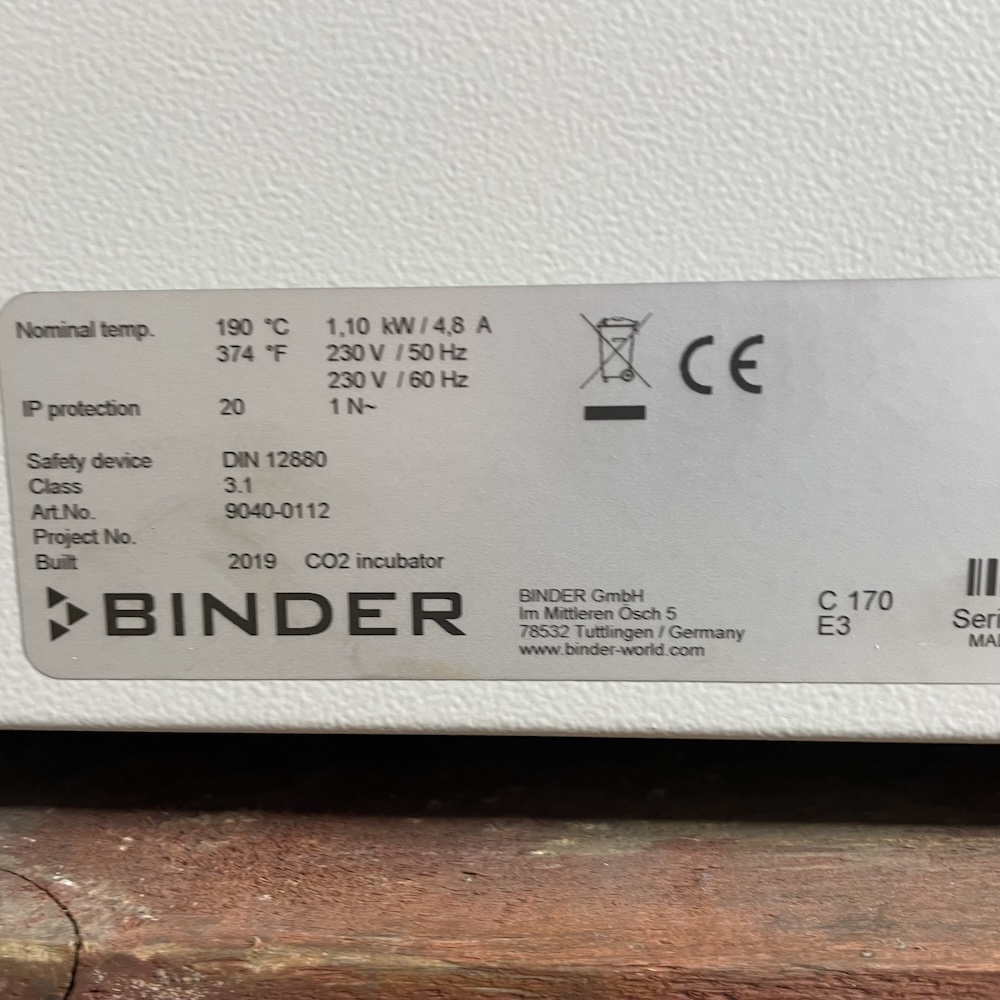 Nominal temp. 190 °C 1,10 kW / 4,8 A
374 °F 230 V / 50 Hz
230 V / 60 Hz
IP protection 20 1 N~
Safety device DIN 12880
Class 3.1
Art.No. 9040-0112
Project No.
Built 2019 CO2 incubator
BINDER
BINDER GmbH
Im Mittleren Ösch 5
78532 Tuttlingen / Germany
www.binder-world.com
CE
C 170
E3